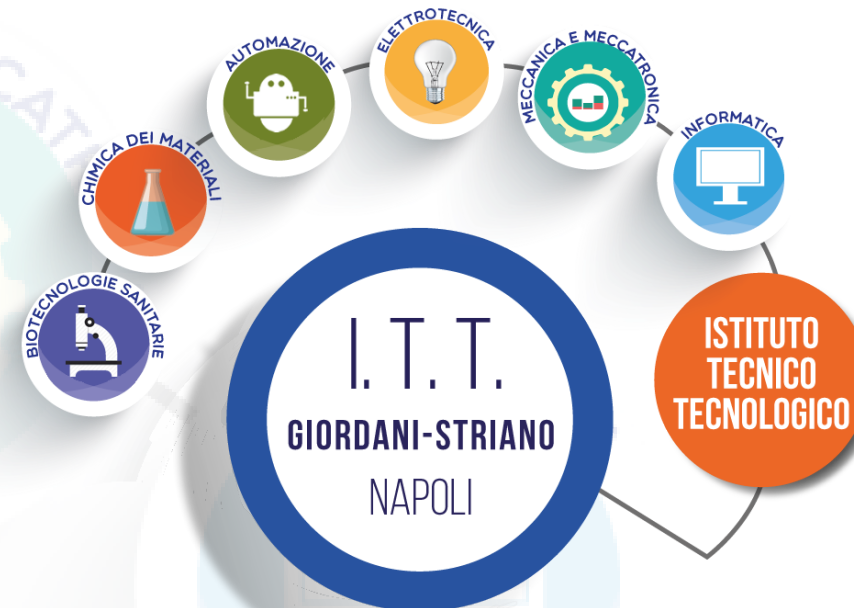 BIOTECNOLOGIE SANITARIE
CHIMICA DEI MATERIALI
AUTOMAZIONE
ELETTROTECNICA
MECCANICA E MECCATRONICA
INFORMATICA
I. T. T.
GIORDANI-STRIANO
NAPOLI
ISTITUTO
TECNICO
TECNOLOGICO